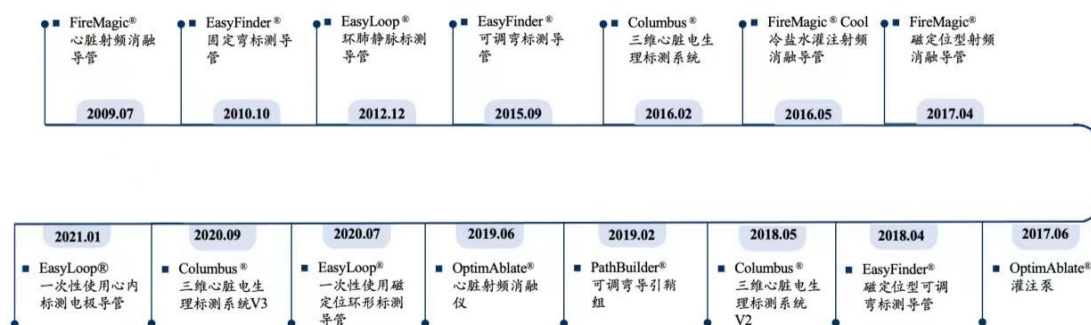 FireMagic®
心脏射频消融
导管
2009.07
EasyFinder®
固定弯标测导
管
2010.10
EasyLoop®
环肺静脉标测
导管
2012.12
EasyFinder®
可调弯标测导
管
2015.09
Columbus®
三维心脏电生
理标测系统
2016.02
FireMagic® Cool
冷盐水灌注射频
消融导管
2016.05
FireMagic®
磁定位型射频
消融导管
2017.04
2017.06
OptimAblate®
灌注泵
2018.04
EasyFinder®
磁定位型可调
弯标测导管
2018.05
Columbus®
三维心脏电生
理标测系统
V2
2019.02
PathBuilder®
可调弯导引鞘
组
2019.06
OptimAblate®
心脏射频消融
仪
2020.07
EasyLoop®
一次性使用磁
定位环形标测
导管
2020.09
Columbus®
三维心脏电生
理标测系统V3
2021.01
EasyLoop®
一次性使用心内
标测电极导管